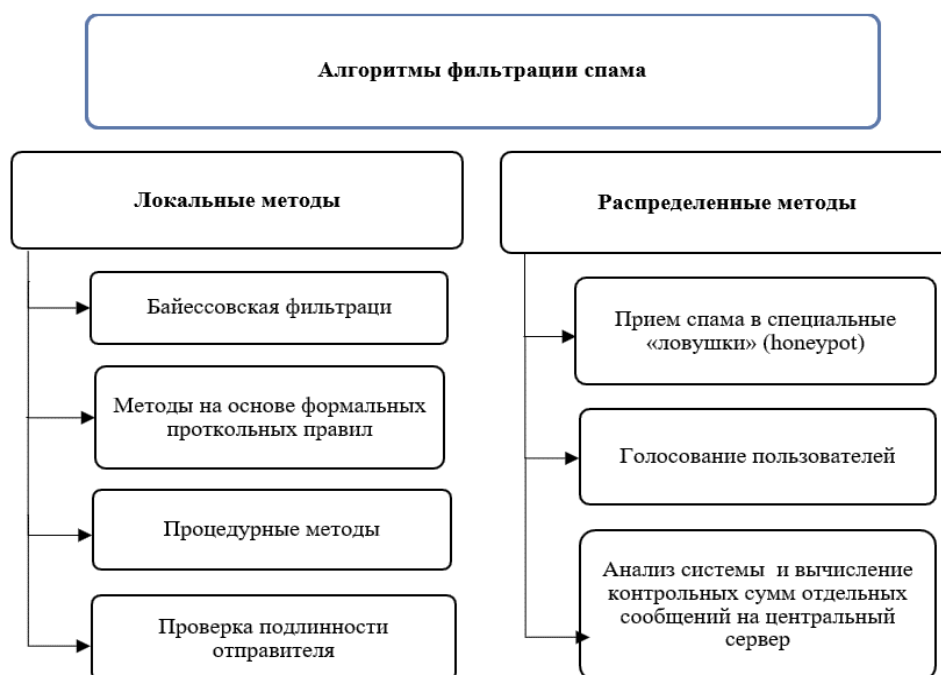 Алгоритмы фильтрации спама
Локальные методы
Байессовская фильтраци
Методы на основе формальных
проткольных правил
Процедурные методы
Проверка подлинности
отправителя
Распределенные методы
Прием спама в специальные
«ловушки» (honeypot)
Голосование пользователей
Анализ системы и вычисление
контрольных сумм отдельных
сообщений на центральный
сервер